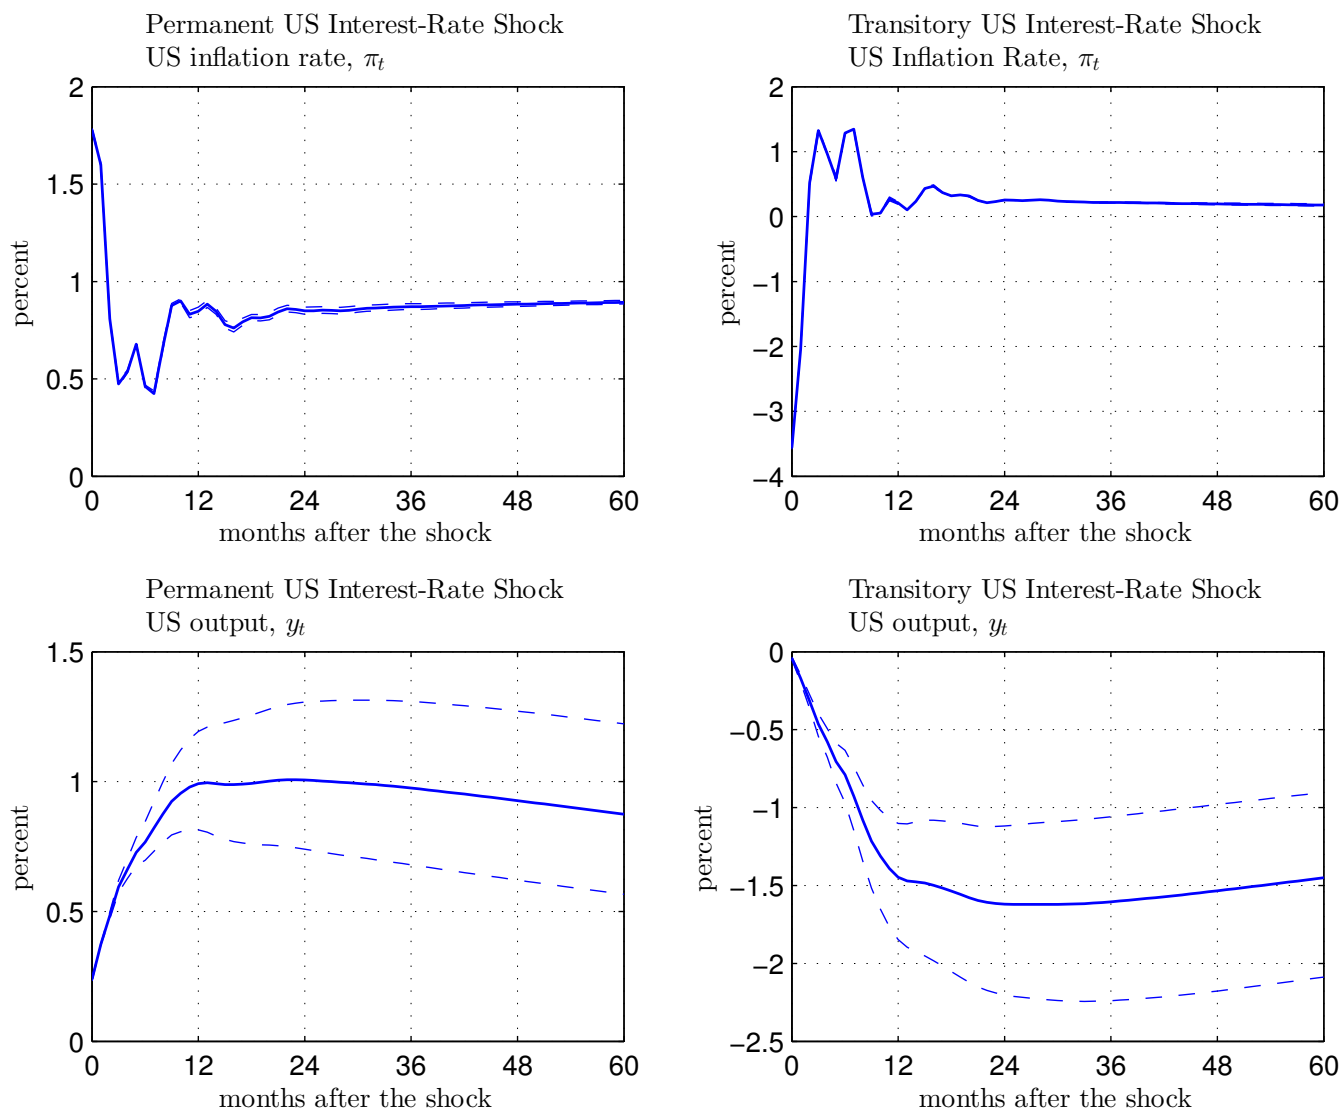 Permanent US Interest-Rate Shock
US inflation rate, πt
2
1.5
1
0.5
0
percent
0 12 24 36 48 60
months after the shock
Transitory US Interest-Rate Shock
US Inflation Rate, πt
2
1
0
−1
−2
−3
−4
percent
0 12 24 36 48 60
months after the shock
Permanent US Interest-Rate Shock
US output, yt
1.5
1
0.5
0
percent
0 12 24 36 48 60
months after the shock
Transitory US Interest-Rate Shock
US output, yt
0
−0.5
−1
−1.5
−2
−2.5
percent
0 12 24 36 48 60
months after the shock